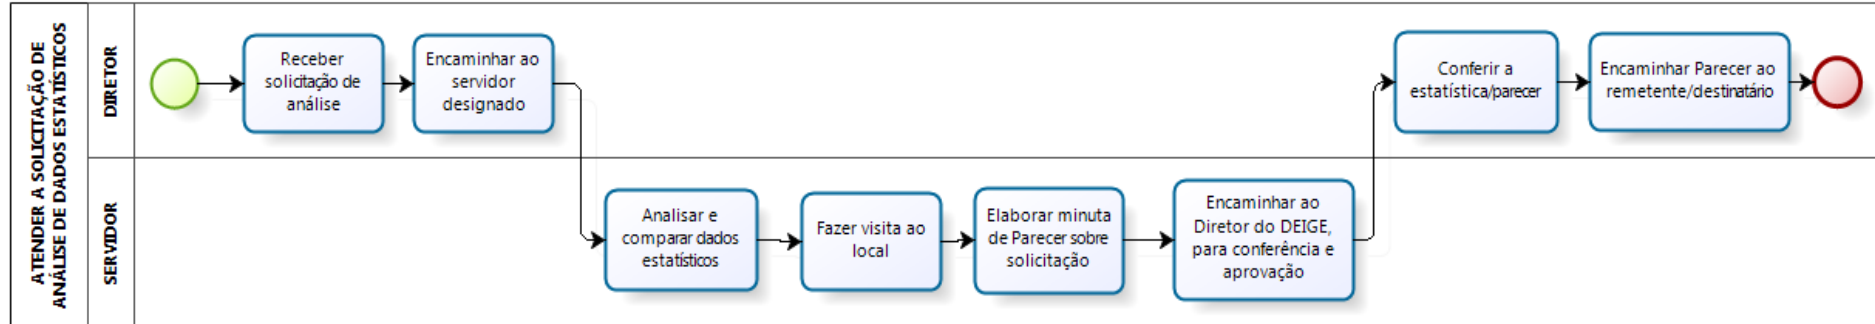 ATENDER A SOLICITAÇÃO DE
ANÁLISE DE DADOS ESTATÍSTICOS
DIRETOR
Receber
solicitação de
análise
Encaminhar ao
servidor
designado
Conferir a
estatística/parecer
Encaminhar Parecer ao
remetente/destinatário
SERVIDOR
Analisar e
comparar dados
estatísticos
Fazer visita ao
local
Elaborar minuta
de Parecer sobre
solicitação
Encaminhar ao
Diretor do DEIGE,
para conferência e
aprovação